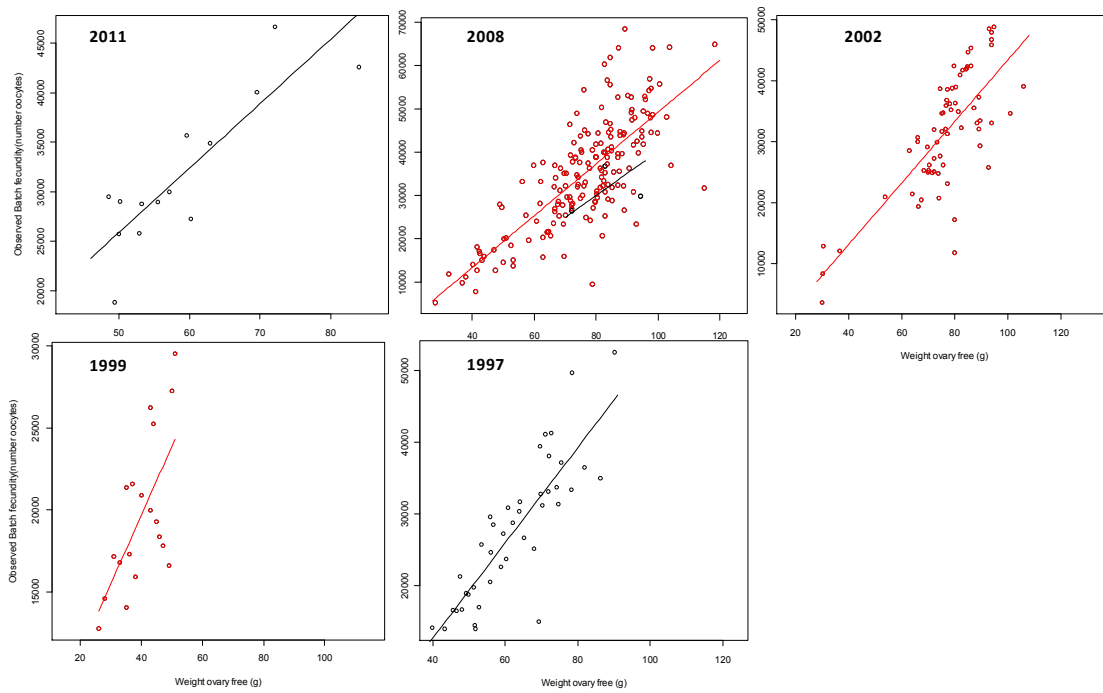 2011
Observed Batch fecundity(number oocytes)
20000 25000 30000 35000 40000 45000
50 60 70 80
2008
10000 20000 30000 40000 50000 60000 70000
40 60 80 100 120
2002
10000 20000 30000 40000 50000
20 40 60 80 100 120
Weight ovary free (g)
1999
Observed Batch fecundity(number oocytes)
15000 20000 25000 30000
20 40 60 80 100
Weight ovary free (g)
1997
20000 30000 40000 50000
40 60 80 100 120
Weight ovary free (g)